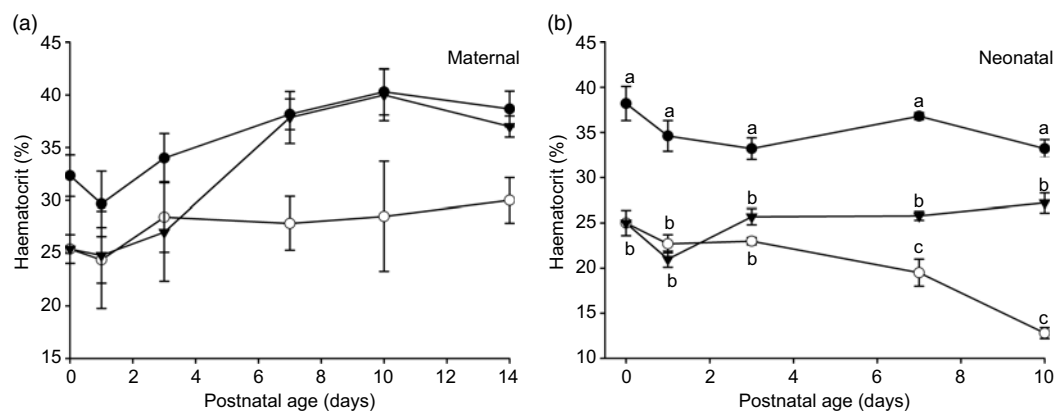 (a)
Maternal
Haematocrit (%)
45
40
35
30
25
20
15
0 2 4 6 8 10 12 14
Postnatal age (days)
(b)
Neonatal
Haematocrit (%)
45
40
35
30
25
20
15
10
a a a a a
b b b b
b b
c
c
0 2 4 6 8 10
Postnatal age (days)